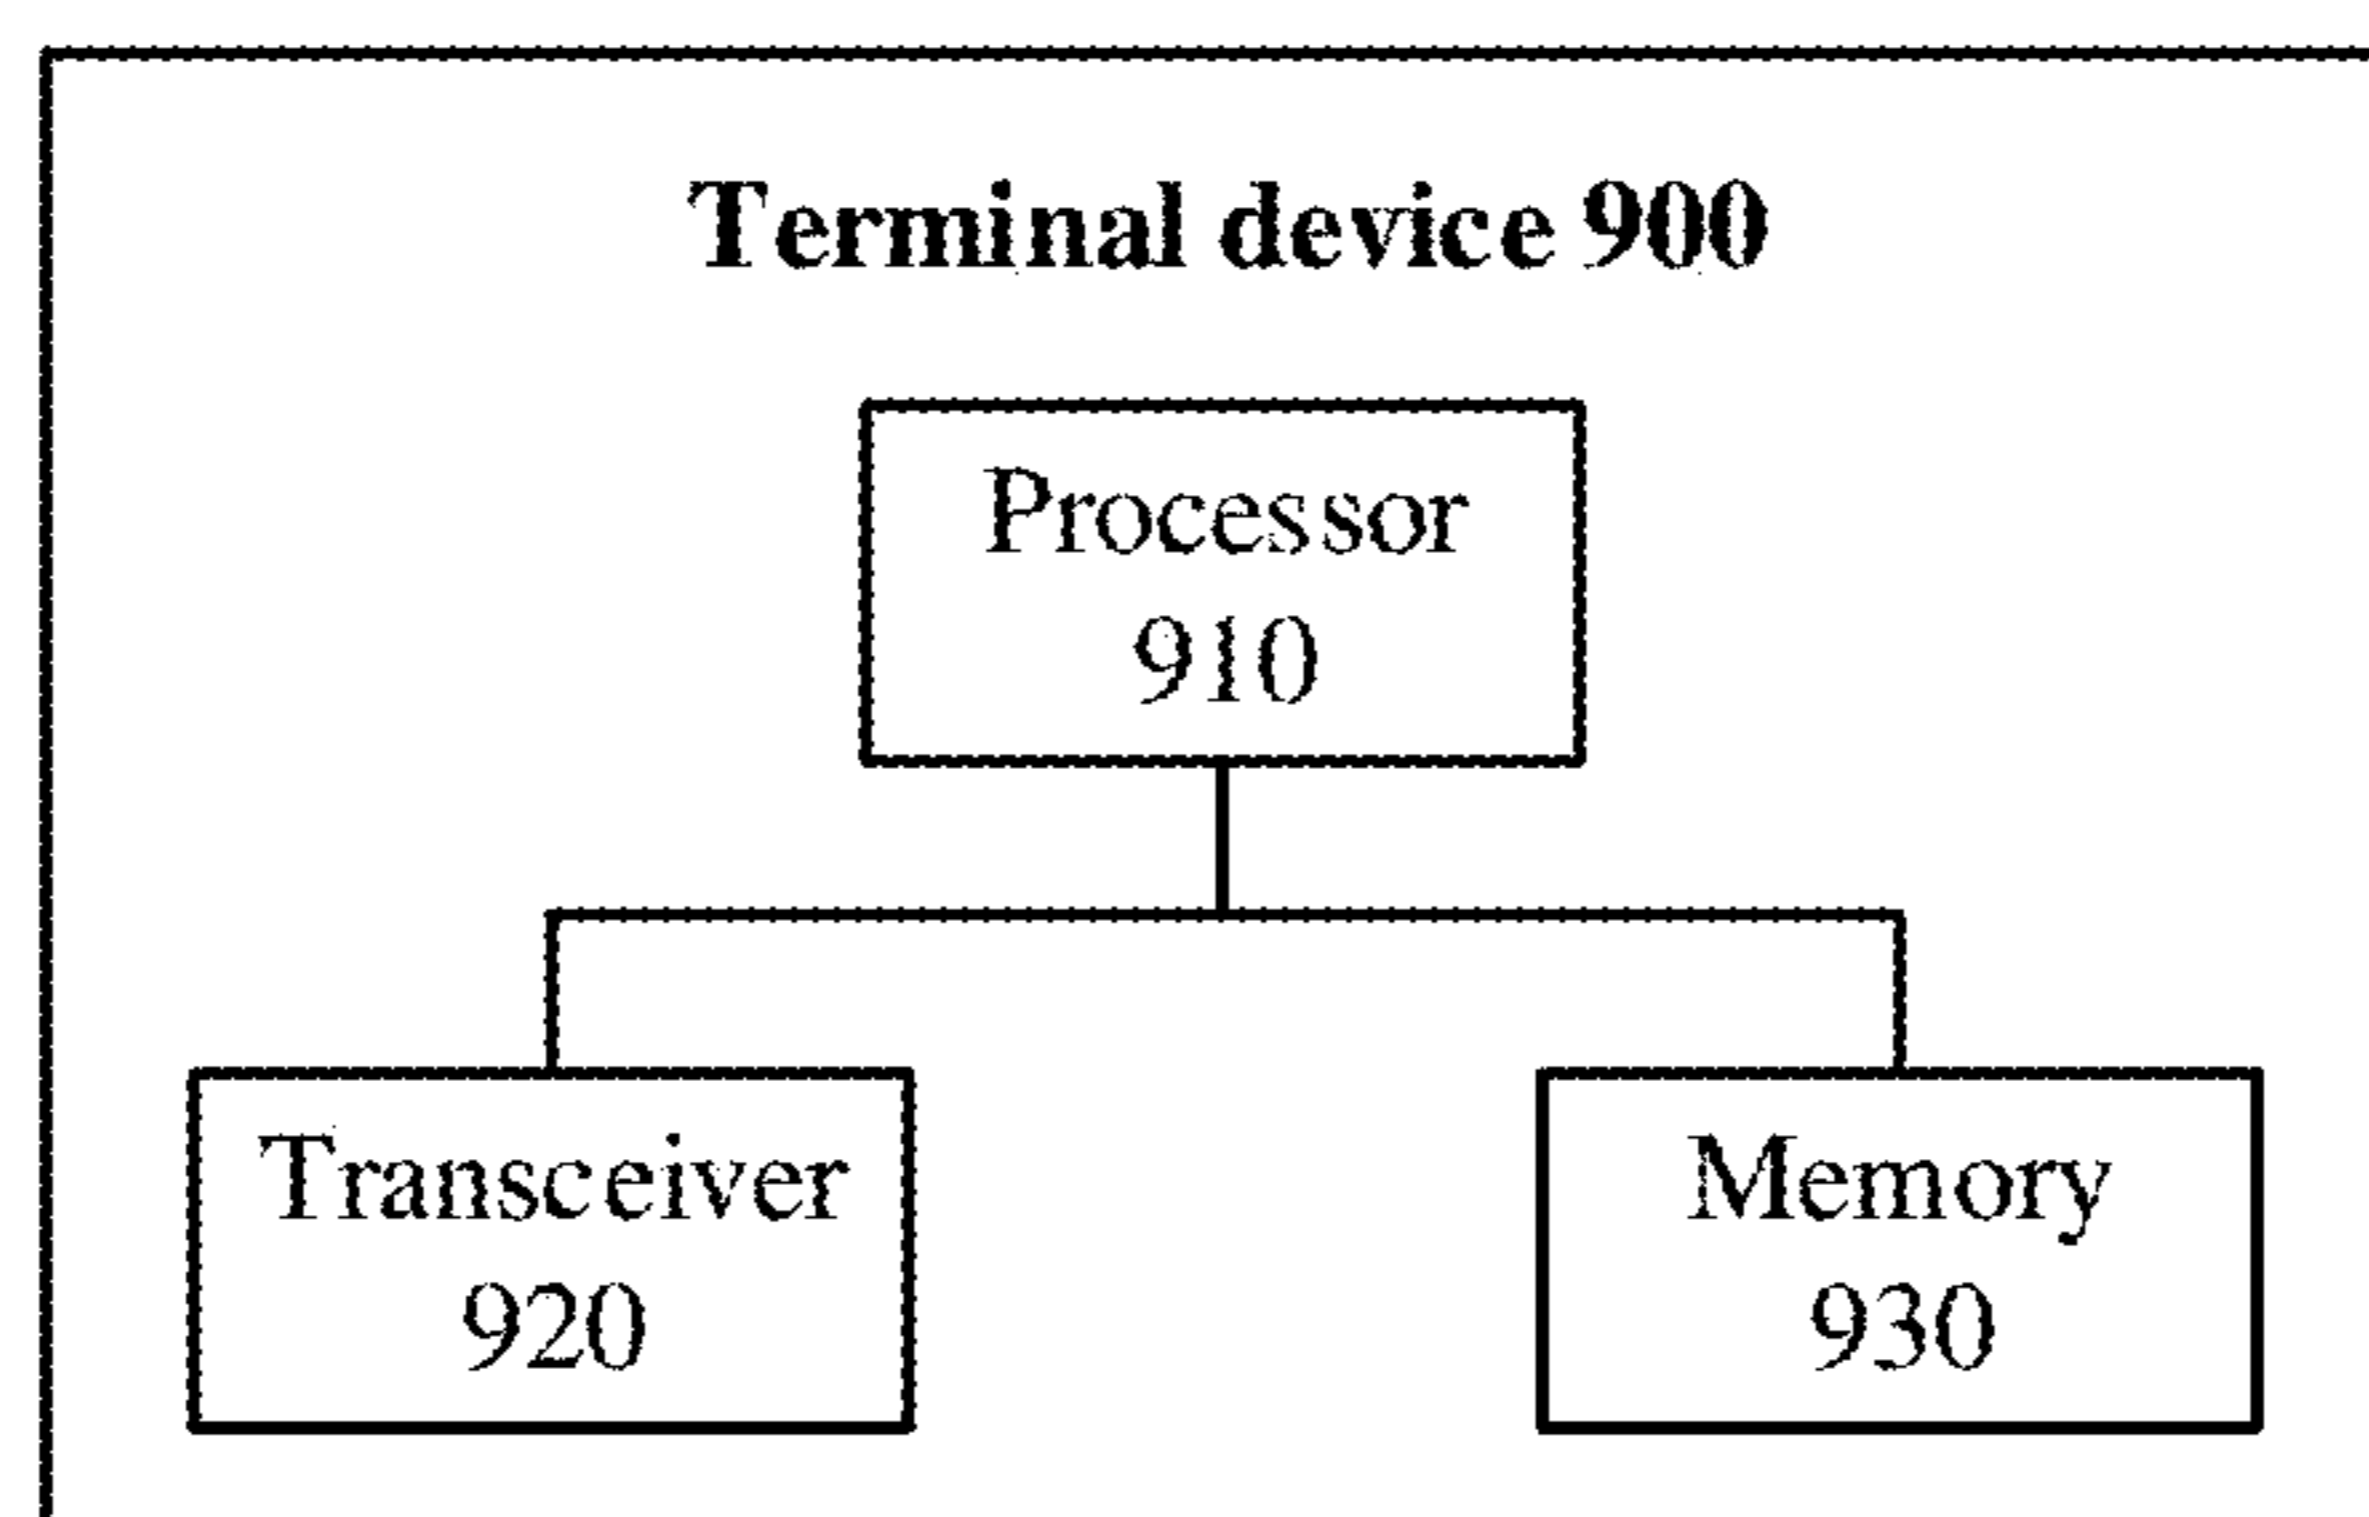 Terminal device 900
Processor
910
Transceiver
920
Memory
930